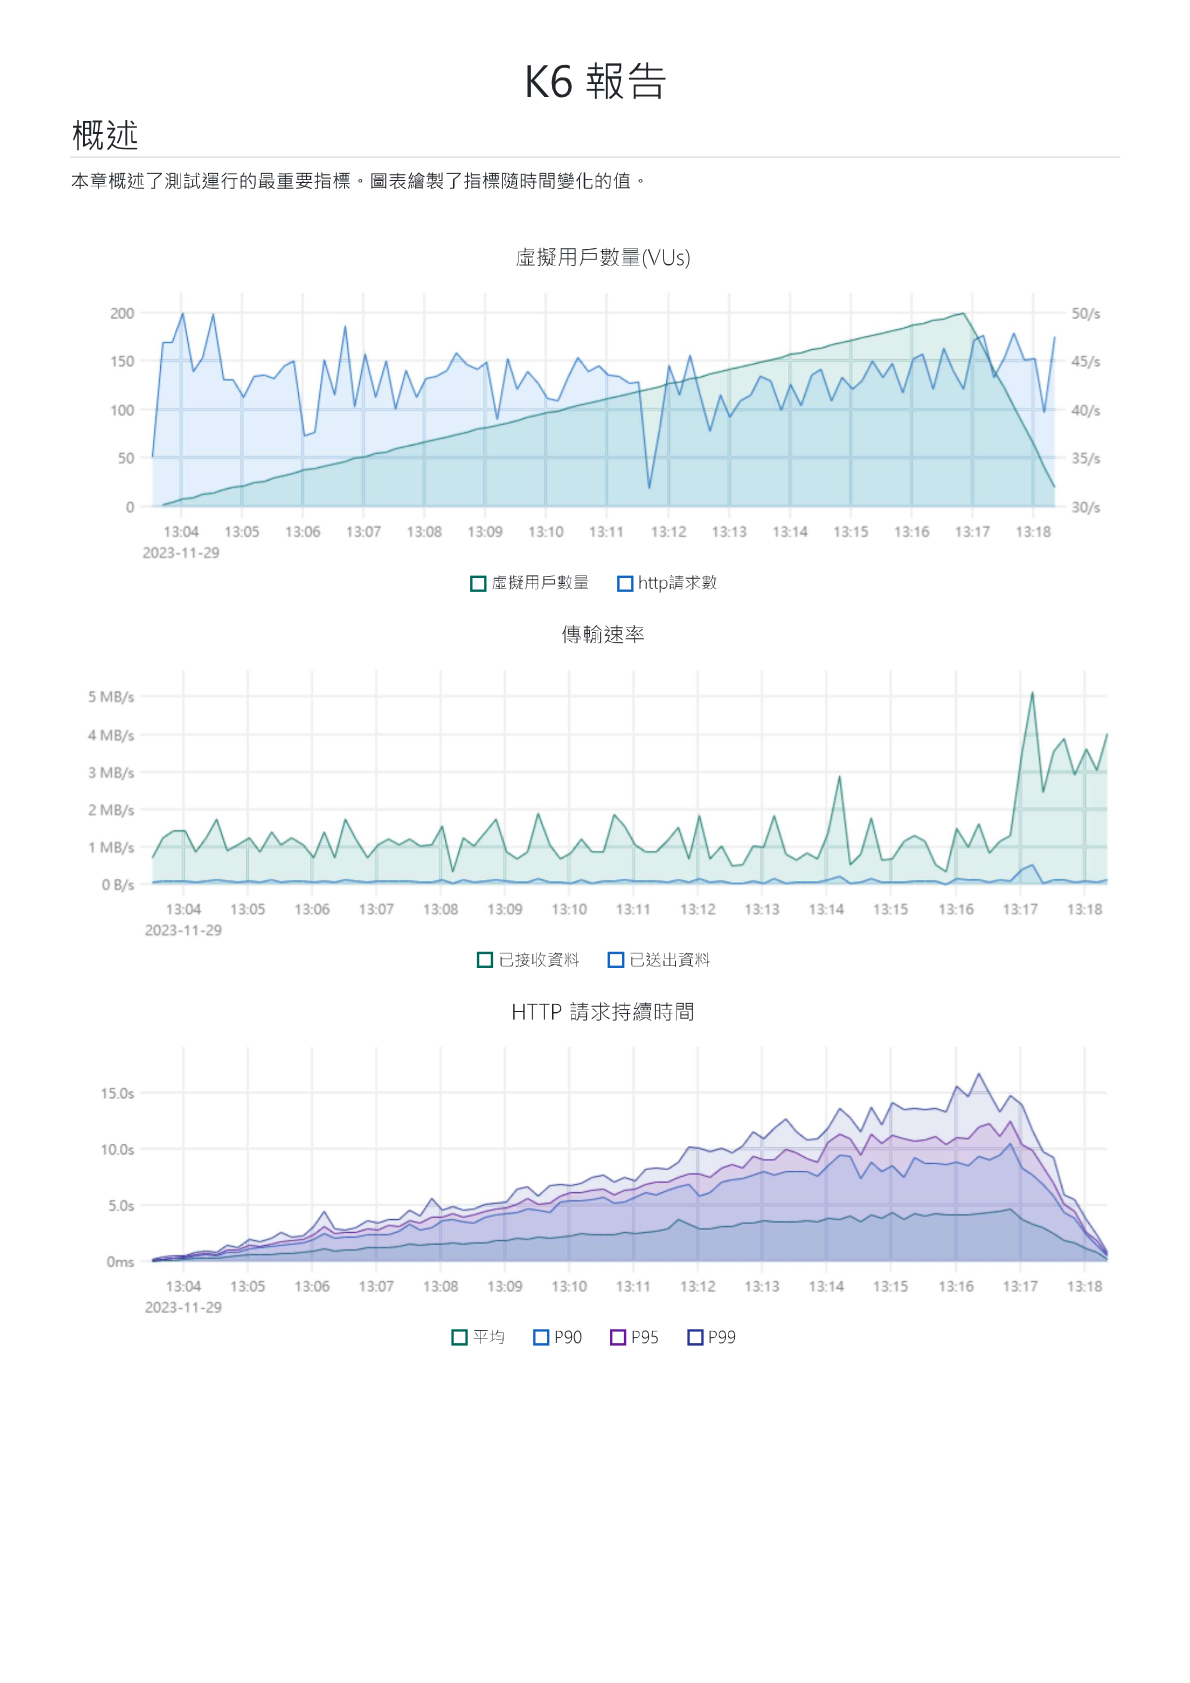 K6 報告
概述
本章概述了測試運行的最重要指標。圖表繪製了指標隨時間變化的值。
虛擬用戶數量(VUs)
200 50/s
150 45/s
100 40/s
50 35/s
0 30/s
13:04 13:05 13:06 13:07 13:08 13:09 13:10 13:11 13:12 13:13 13:14 13:15 13:16 13:17 13:18
2023-11-29
虛擬用戶數量 http請求數
傳輸速率
5 MB/s
4 MB/s
3 MB/s
2 MB/s
1 MB/s
0 B/s
13:04 13:05 13:06 13:07 13:08 13:09 13:10 13:11 13:12 13:13 13:14 13:15 13:16 13:17 13:18
2023-11-29
已接收資料 已送出資料
HTTP 請求持續時間
15.0s
10.0s
5.0s
0ms
13:04 13:05 13:06 13:07 13:08 13:09 13:10 13:11 13:12 13:13 13:14 13:15 13:16 13:17 13:18
2023-11-29
平均 P90 P95 P99